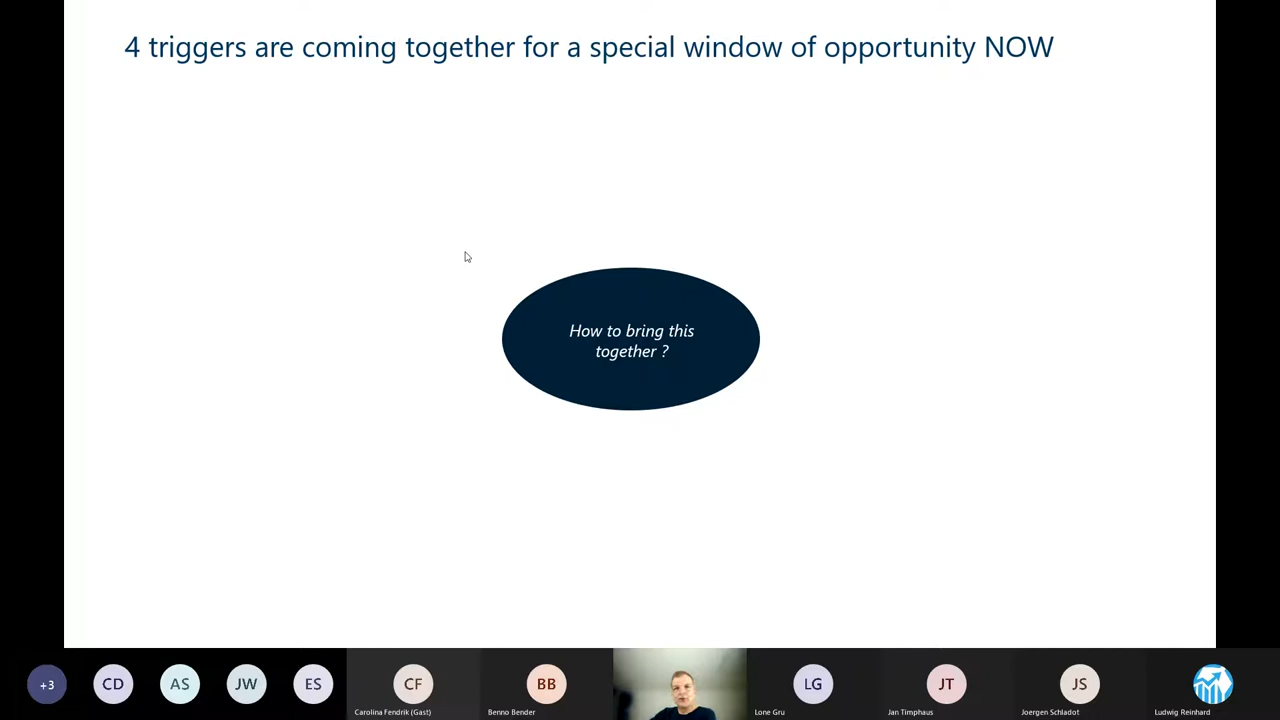 4 triggers are coming together for a special window of opportunity NOW
How to bring this
together ?
+3
CD
AS
JW
ES
CF
BB
LG
JT
JS
Carolina Fendrik (Gast)
Benno Bender
Lone Gru
Jan Timphaus
Joergen Schladot
Ludwig Reinhard